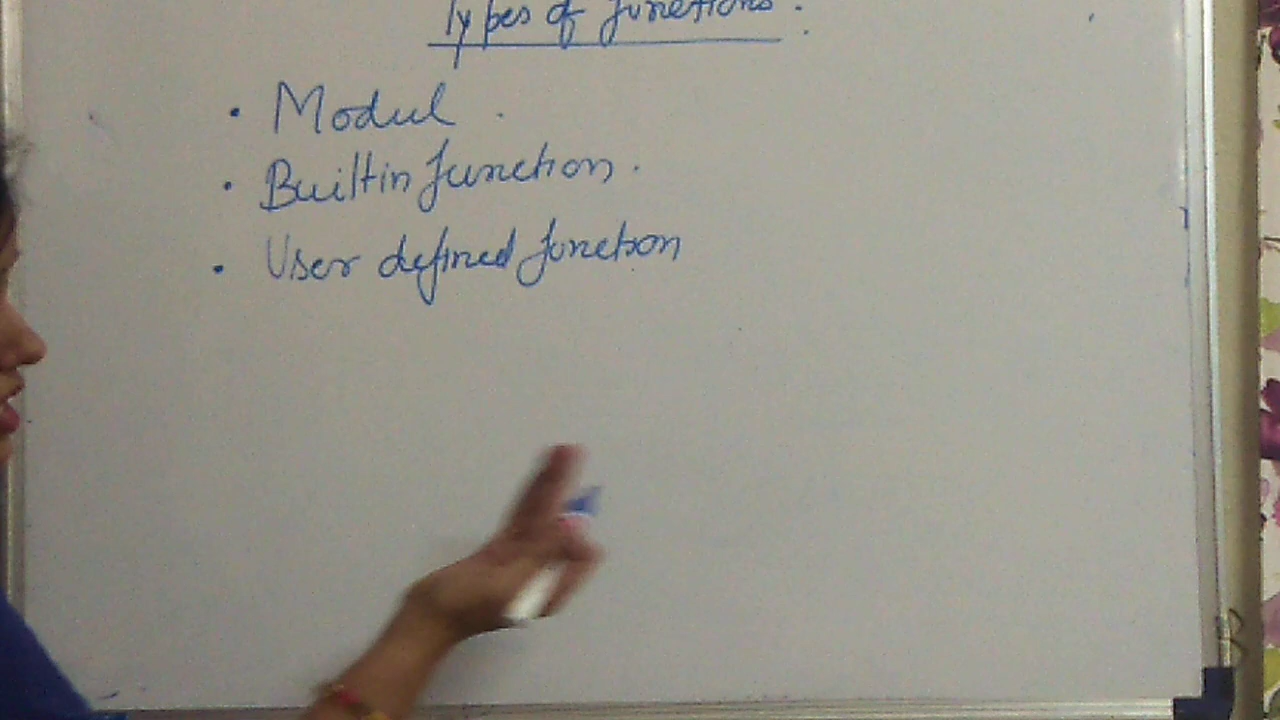 Types of functions.
• Modul.
• Builtin function.
• User defined function